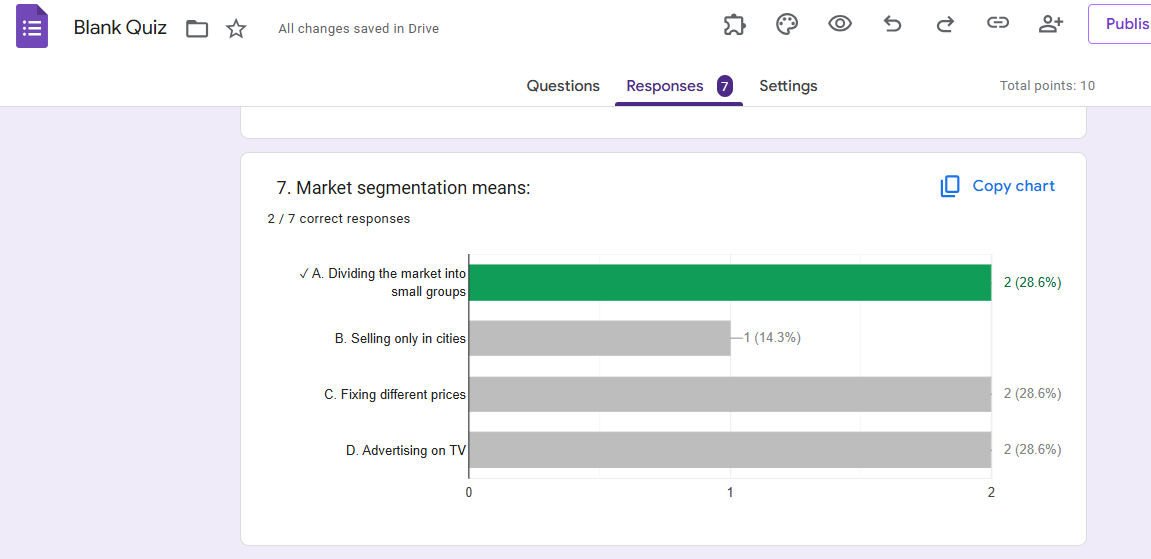 Blank Quiz
All changes saved in Drive
Publis
Questions
Responses 7
Settings
Total points: 10
7. Market segmentation means:
Copy chart
2 / 7 correct responses
✓ A. Dividing the market into
small groups
2 (28.6%)
B. Selling only in cities
1 (14.3%)
C. Fixing different prices
2 (28.6%)
D. Advertising on TV
2 (28.6%)
0
1
2